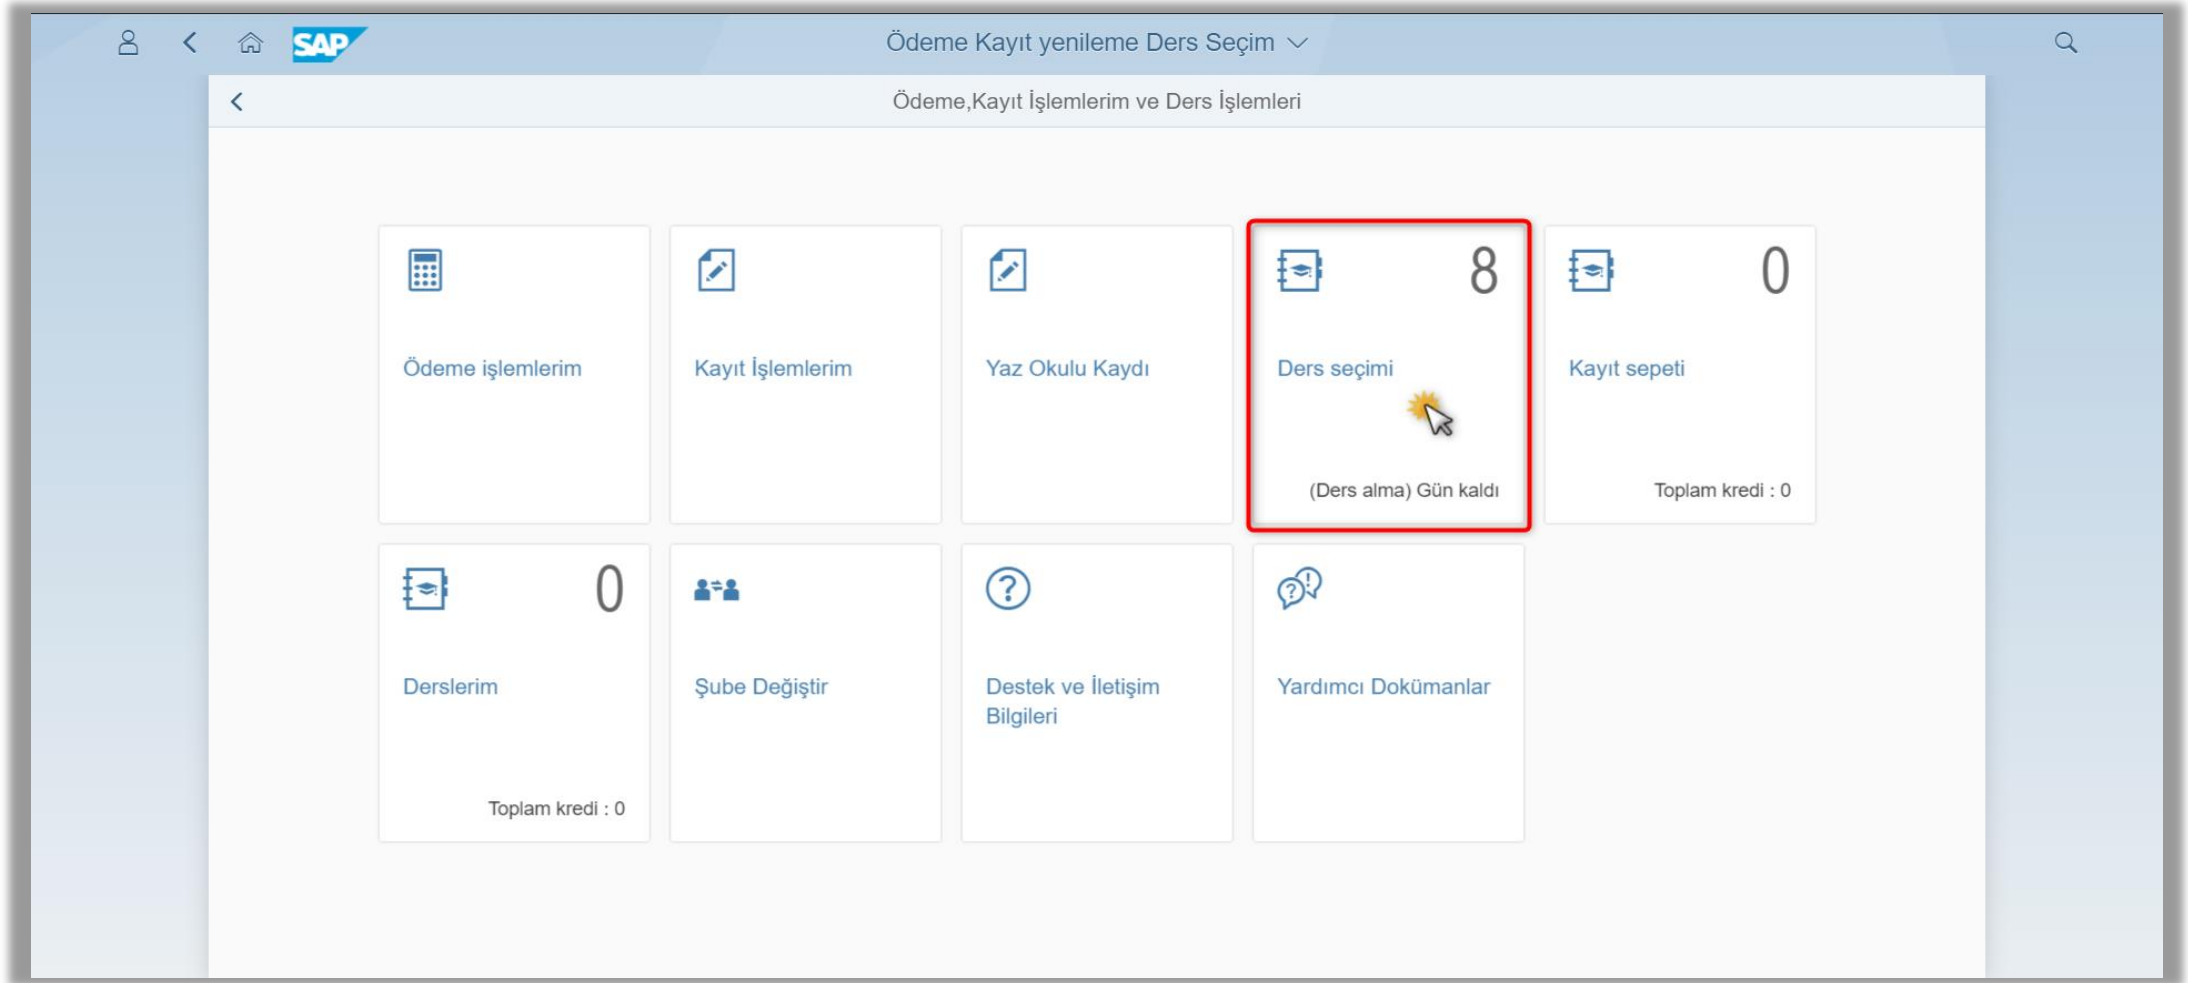 SAP
Ödeme Kayıt yenileme Ders Seçim
Ödeme,Kayıt İşlemlerim ve Ders İşlemleri
Ödeme işlemlerim
Kayıt İşlemlerim
Yaz Okulu Kaydı
8
Ders seçimi
(Ders alma) Gün kaldı
0
Kayıt sepeti
Toplam kredi : 0
0
Derslerim
Toplam kredi : 0
Şube Değiştir
Destek ve İletişim
Bilgileri
Yardımcı Dokümanlar